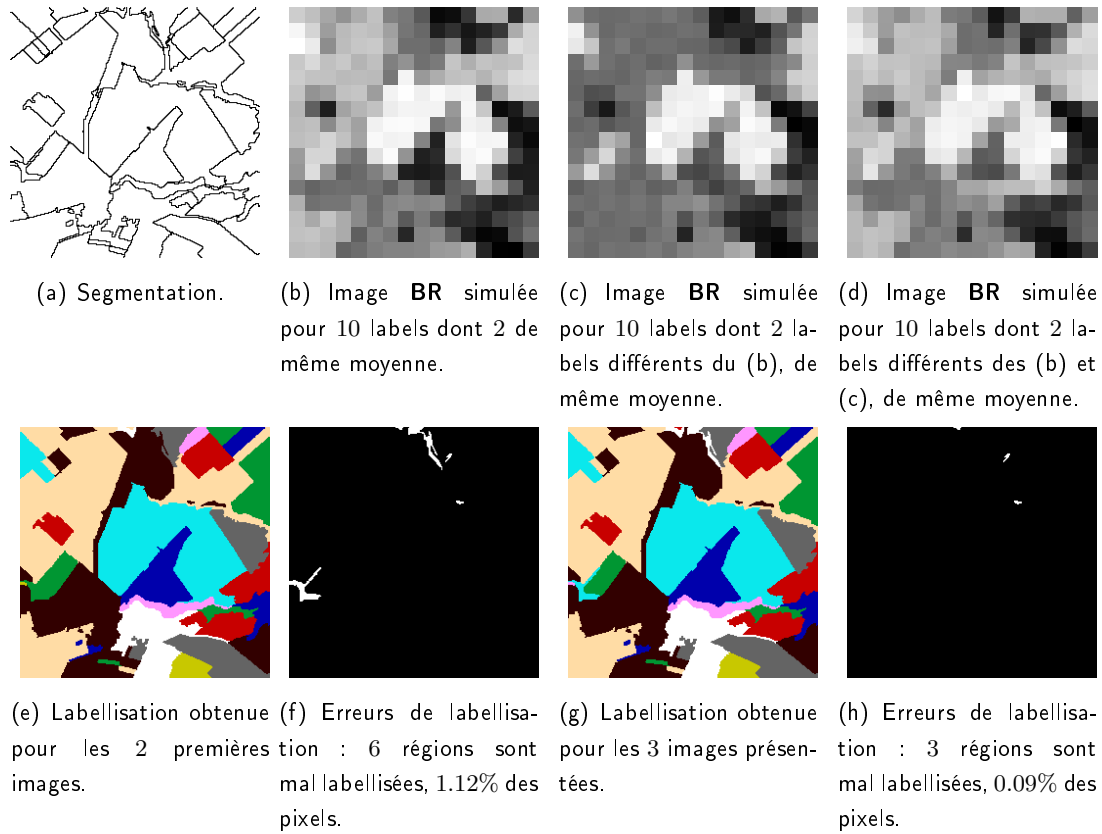 (a) Segmentation.
(b) Image BR simulée
pour 10 labels dont 2 de
même moyenne.
(c) Image BR simulée
pour 10 labels dont 2 la-
bels différents du (b), de
même moyenne.
(d) Image BR simulée
pour 10 labels dont 2 la-
bels différents des (b) et
(c), de même moyenne.
(e) Labellisation obtenue
pour les 2 premières
images.
(f) Erreurs de labellisa-
tion : 6 régions sont
mal labellisées, 1.12% des
pixels.
(g) Labellisation obtenue
pour les 3 images présen-
tées.
(h) Erreurs de labellisa-
tion : 3 régions sont
mal labellisées, 0.09% des
pixels.